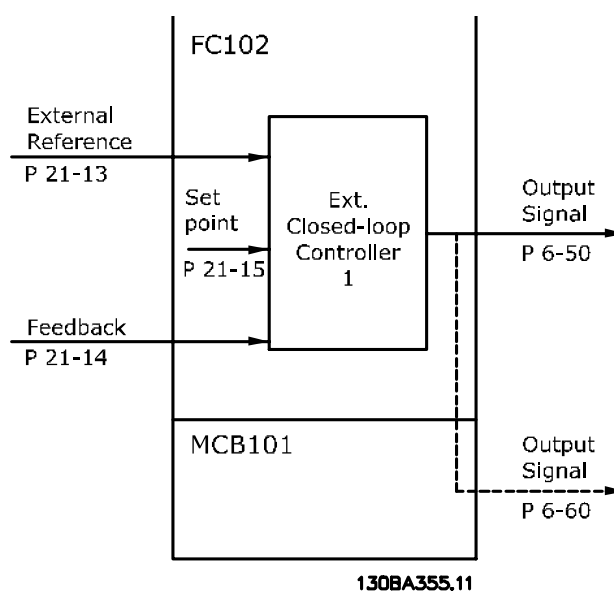 FC102
External
Reference
P 21-13
Set
point
P 21-15
Ext.
Closed-loop
Controller
1
Output
Signal
P 6-50
Feedback
P 21-14
MCB101
Output
Signal
P 6-60
130BA355.11